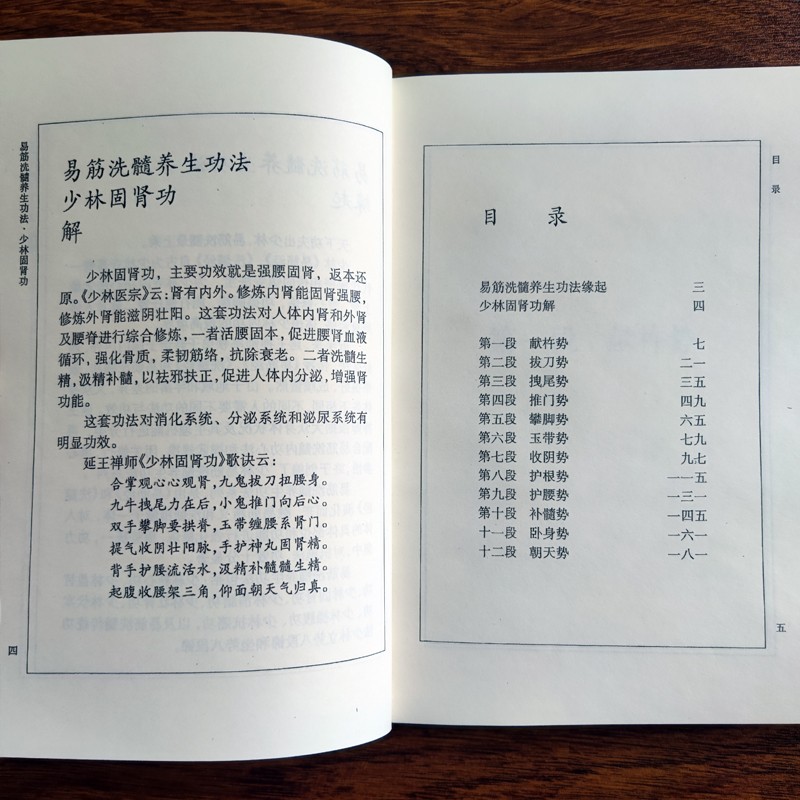 易筋洗髓养生功法·少林固肾功
易筋洗髓养生功法
少林固肾功
解
少林固肾功，主要功效就是强腰固肾，返本还
原。《少林医宗》云：肾有内外。修炼内肾能固肾强腰，
修炼外肾能滋阴壮阳。这套功法对人体内肾和外肾
及腰脊进行综合修炼，一者活腰固本，促进腰肾血液
循环，强化骨质，柔韧筋络，抗除衰老。二者洗髓生
精，汲精补髓，以祛邪扶正，促进人体内分泌，增强肾
功能。
这套功法对消化系统、分泌系统和泌尿系统有
明显功效。
延王禅师《少林固肾功》歌诀云：
合掌观心心观肾，九鬼拔刀扭腰身。
九牛拽尾力在后，小鬼推门向后心。
双手攀脚要拱脊，玉带缠腰系肾门。
提气收阴壮阳脉，手护神九固肾精。
背手护腰流活水，汲精补髓髓生精。
起腹收腰架三角，仰面朝天气归真。
四
目录
目 录
易筋洗髓养生功法缘起 三
少林固肾功解 四
第一段 献杵势 七
第二段 拔刀势 二一
第三段 拽尾势 三五
第四段 推门势 四九
第五段 攀脚势 六五
第六段 玉带势 七九
第七段 收阴势 九七
第八段 护根势 一一五
第九段 护腰势 一三一
第十段 补髓势 一四五
十一段 卧身势 一六一
十二段 朝天势 一八一
五